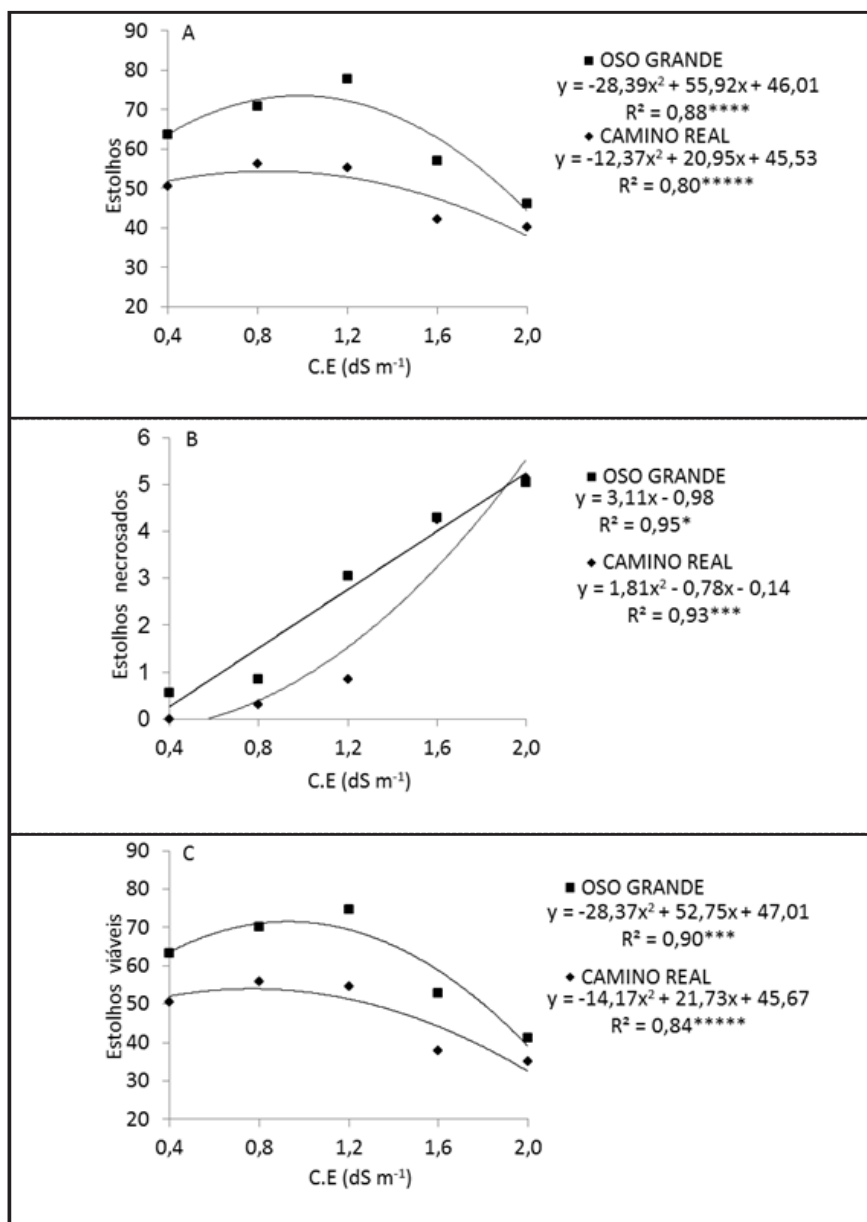 A
90
80
70
60
50
40
30
20
Estolhos
0,4 0,8 1,2 1,6 2,0
C.E (dS m⁻¹)
■ OSO GRANDE
y = -28,39x² + 55,92x + 46,01
R² = 0,88****
◆ CAMINO REAL
y = -12,37x² + 20,95x + 45,53
R² = 0,80*****
B
6
5
4
3
2
1
0
Estolhos necrosados
0,4 0,8 1,2 1,6 2,0
C.E (dS m⁻¹)
■ OSO GRANDE
y = 3,11x - 0,98
R² = 0,95*
◆ CAMINO REAL
y = 1,81x² - 0,78x - 0,14
R² = 0,93***
C
90
80
70
60
50
40
30
20
Estolhos viáveis
0,4 0,8 1,2 1,6 2,0
C.E (dS m⁻¹)
■ OSO GRANDE
y = -28,37x² + 52,75x + 47,01
R² = 0,90***
◆ CAMINO REAL
y = -14,17x² + 21,73x + 45,67
R² = 0,84*****